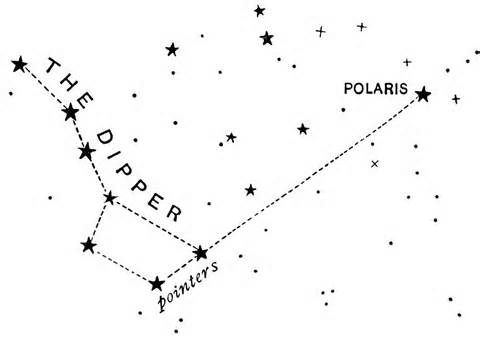 THE DIPPER
POLARIS
pointers